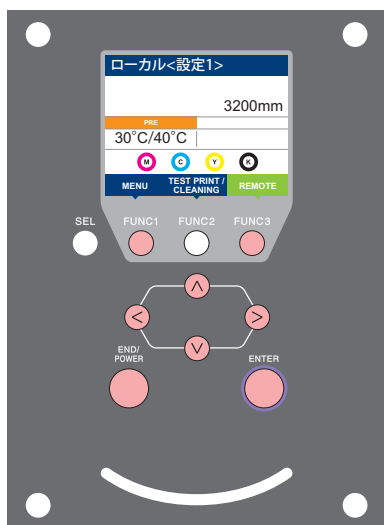 ローカル<設定1>
3200mm
PRE
30°C/40°C
M C Y K
MENU
TEST PRINT /
CLEANING
REMOTE
SEL
FUNC1
FUNC2
FUNC3
END/
POWER
ENTER